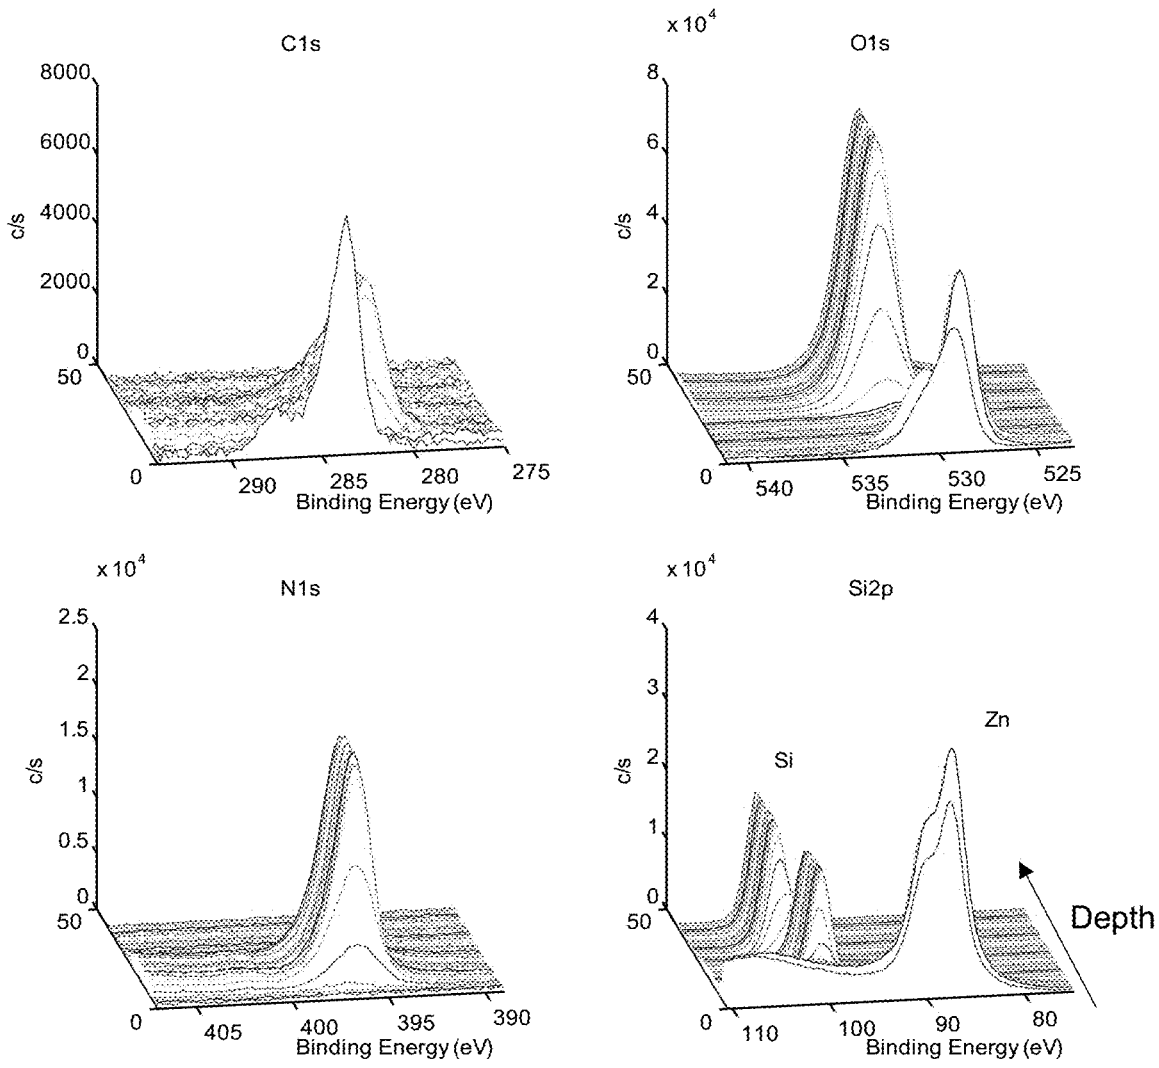 C1s
8000
6000
4000
2000
0
50
0
c/s
290
285
280
275
Binding Energy (eV)
x 10^4
O1s
8
6
4
2
0
50
0
c/s
540
535
530
525
Binding Energy (eV)
x 10^4
N1s
2.5
2
1.5
1
0.5
0
50
0
c/s
405
400
395
390
Binding Energy (eV)
x 10^4
Si2p
4
3
2
1
0
50
0
c/s
Si
Zn
Depth
110
100
90
80
Binding Energy (eV)